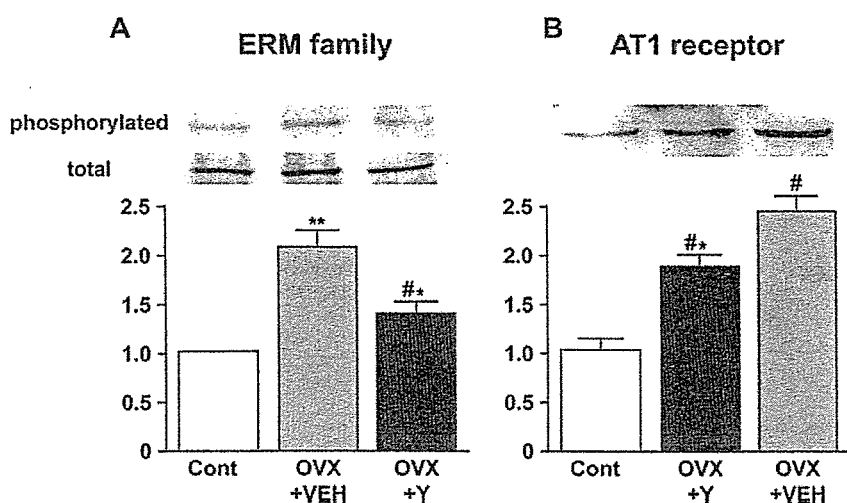 A
ERM family
phosphorylated
total
2.5
2.0
1.5
1.0
0.5
0
**
#*
Cont
OVX
+VEH
OVX
+Y
B
AT1 receptor
2.5
2.0
1.5
1.0
0.5
0
#*
#
Cont
OVX
+Y
OVX
+VEH